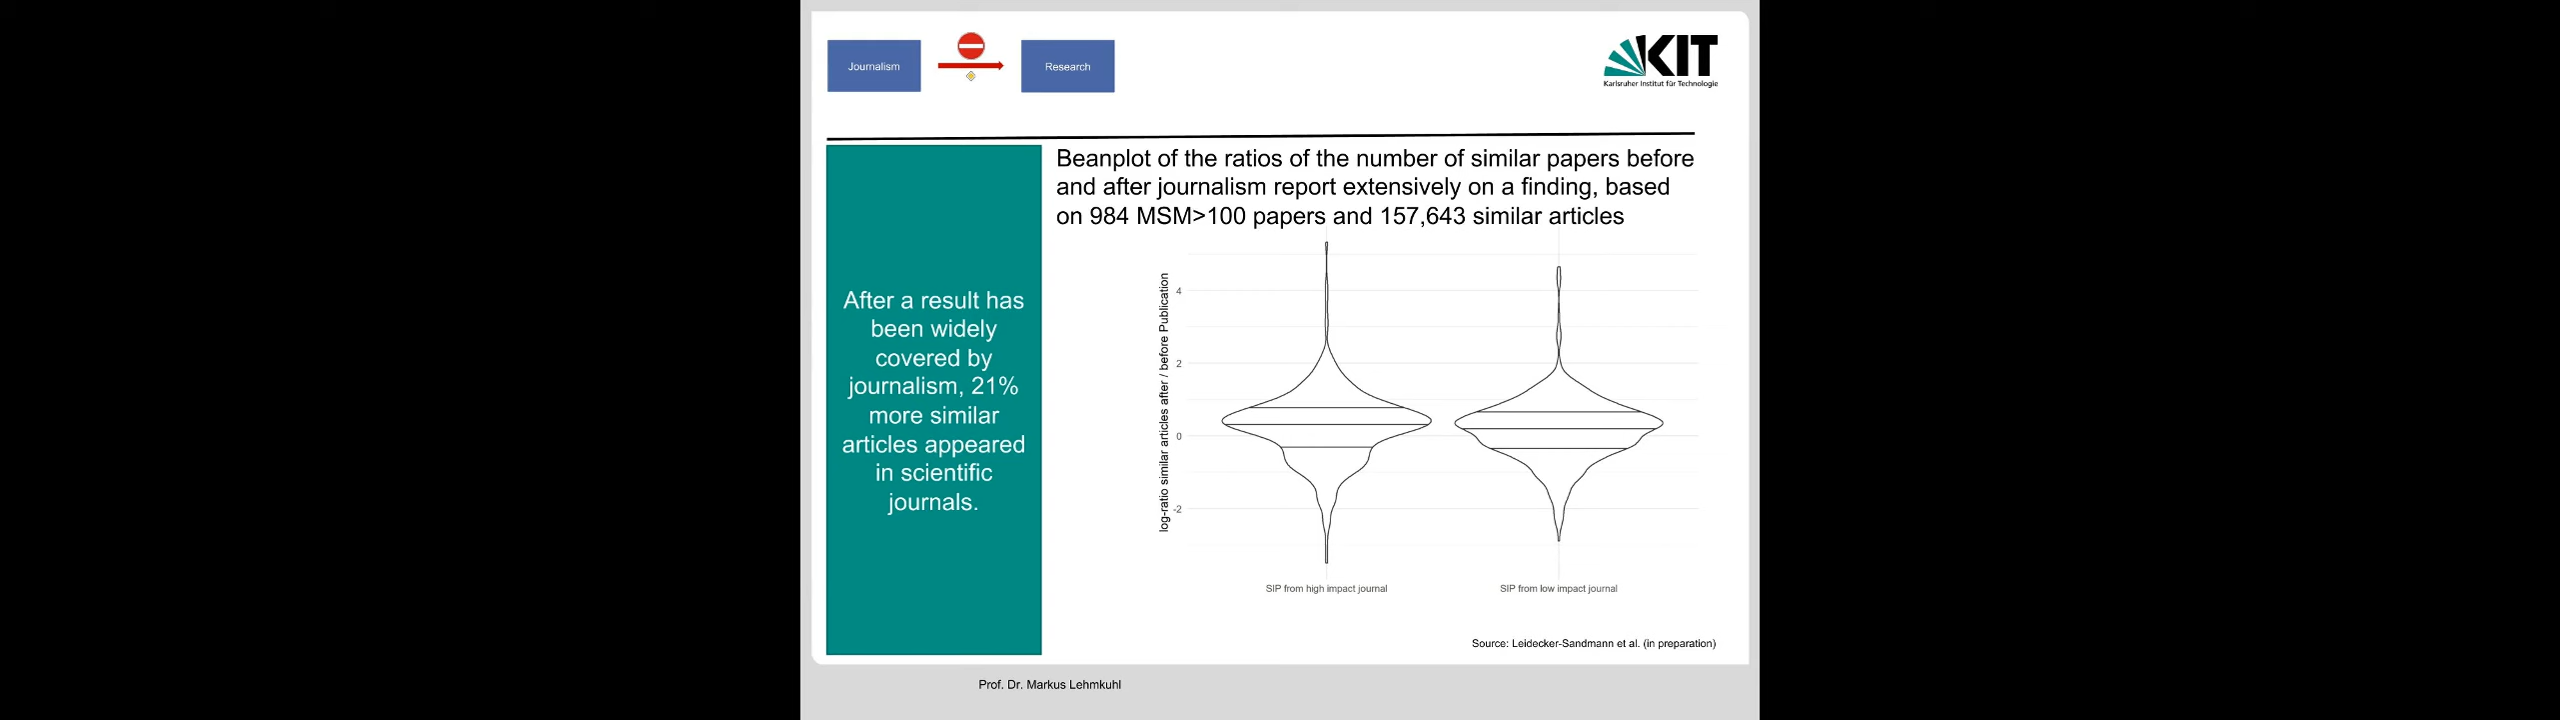 Journalism
Research
KIT
Karlsruher Institut für Technologie
Beanplot of the ratios of the number of similar papers before
and after journalism report extensively on a finding, based
on 984 MSM>100 papers and 157,643 similar articles
After a result has
been widely
covered by
journalism, 21%
more similar
articles appeared
in scientific
journals.
log-ratio similar articles after / before Publication
4
2
0
-2
SIP from high impact journal
SIP from low impact journal
Source: Leidecker-Sandmann et al. (in preparation)
Prof. Dr. Markus Lehmkuhl